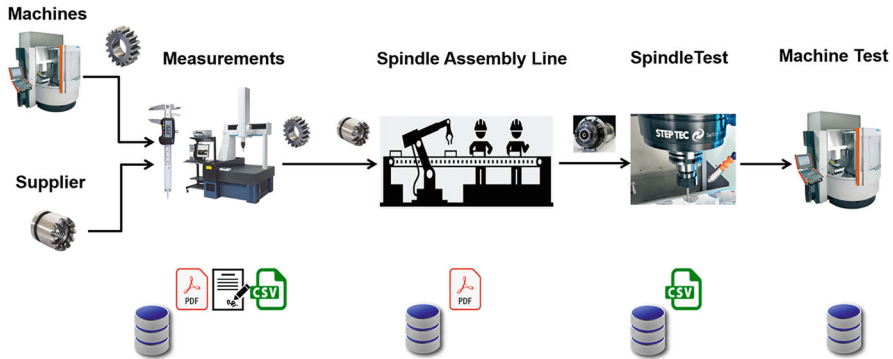 Machines
Measurements
Spindle Assembly Line
SpindleTest
Machine Test
STEP TEC
Supplier
PDF
CSV
PDF
CSV